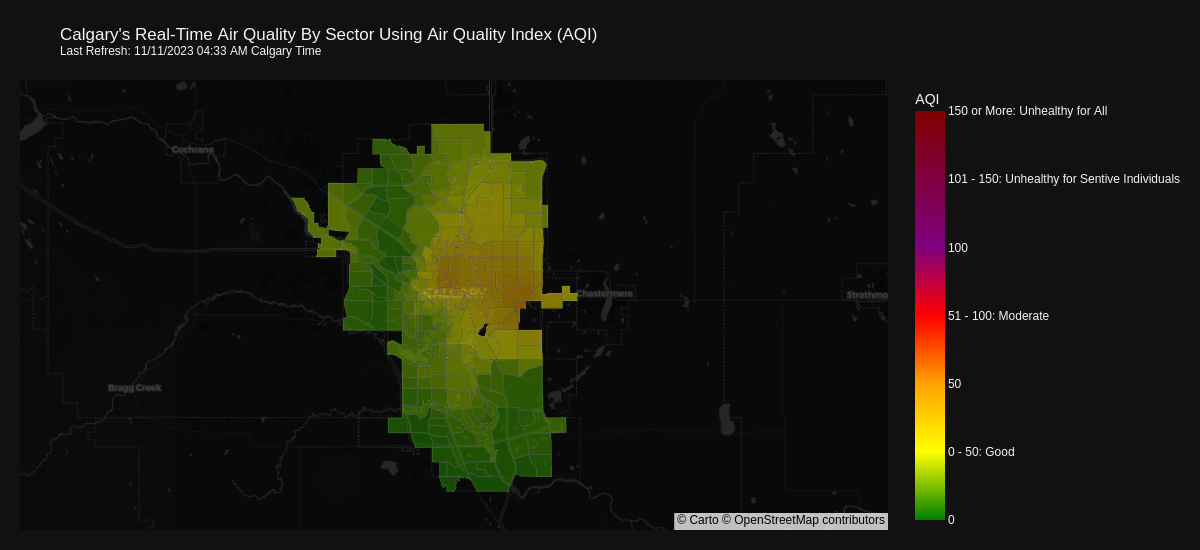 Calgary's Real-Time Air Quality By Sector Using Air Quality Index (AQI)
Last Refresh: 11/11/2023 04:33 AM Calgary Time
AQI
150 or More: Unhealthy for All
Cochrane
101 - 150: Unhealthy for Sentive Individuals
100
CALGARY
Chestermere
Strathmo
51 - 100: Moderate
Bragg Creek
50
0 - 50: Good
© Carto © OpenStreetMap contributors
0